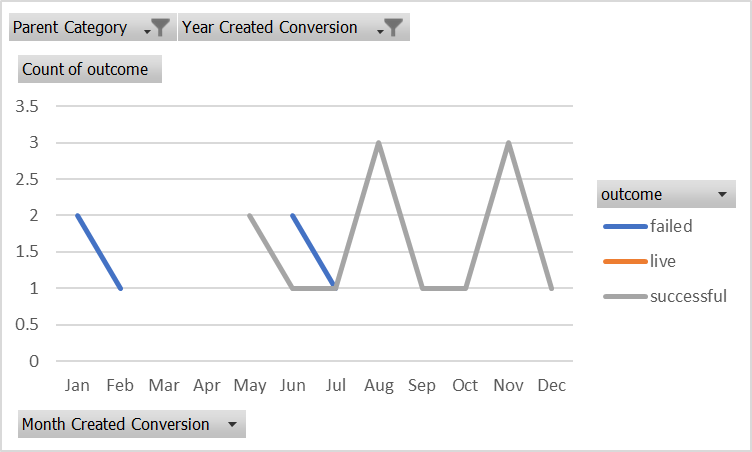 Parent Category Year Created Conversion
Count of outcome
3.5
3
2.5
2
1.5
1
0.5
0
Jan Feb Mar Apr May Jun Jul Aug Sep Oct Nov Dec
outcome
failed
live
successful
Month Created Conversion